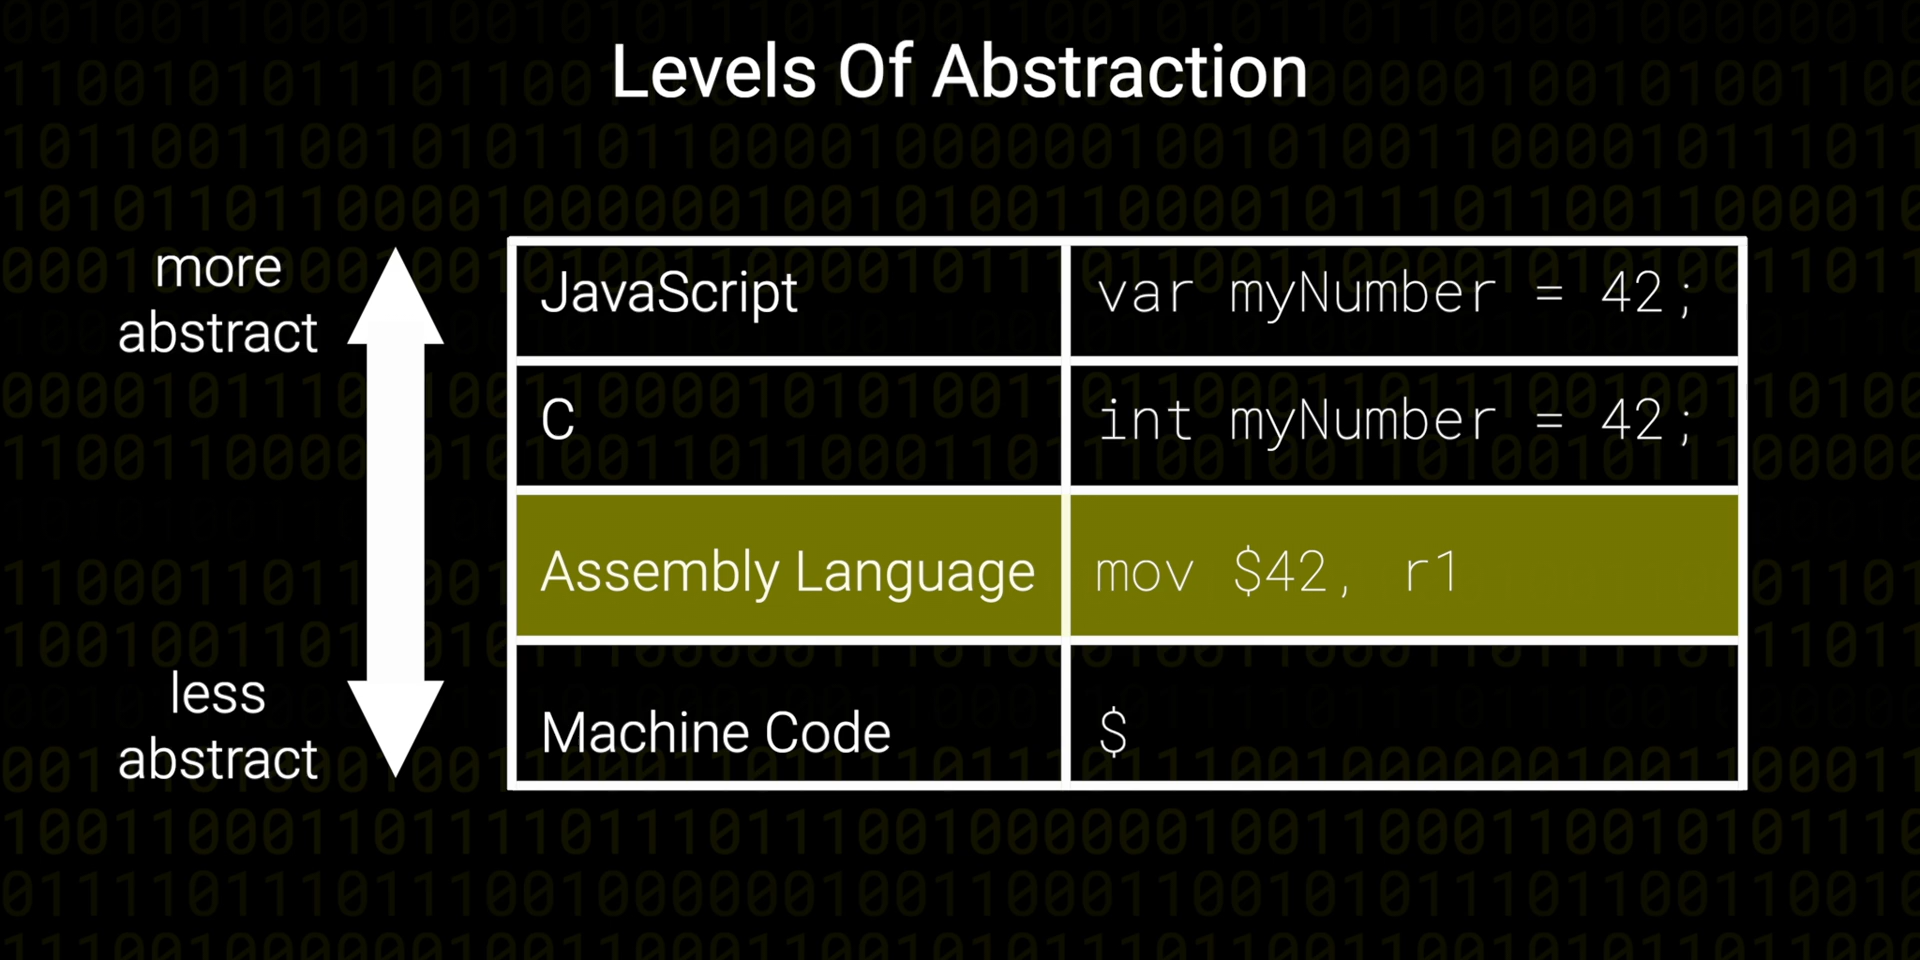 Levels Of Abstraction
more
abstract
JavaScript var myNumber = 42;
C int myNumber = 42;
Assembly Language mov $42, r1
less
abstract
Machine Code $